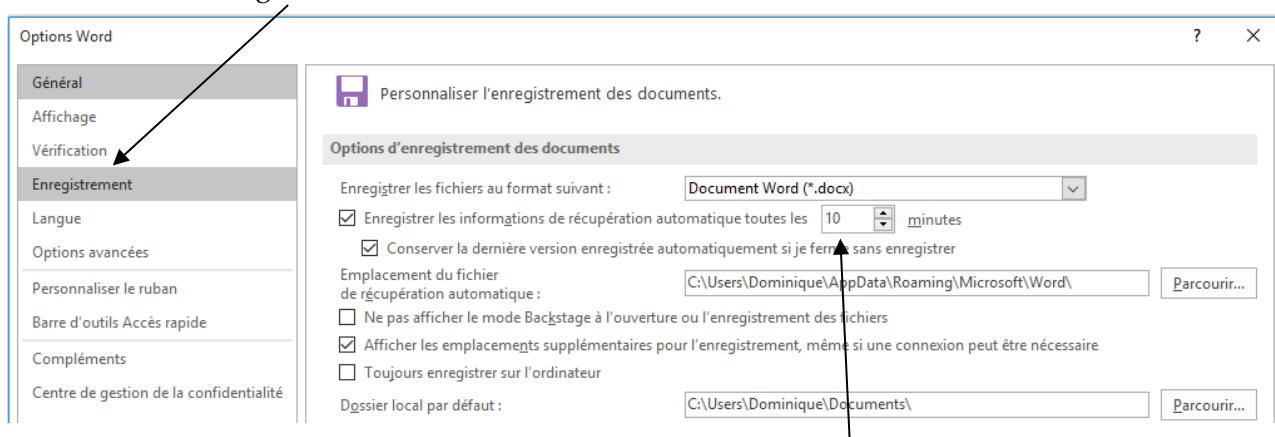 Options Word ? ×
Général
Affichage
Vérification
Enregistrement
Langue
Options avancées
Personnaliser le ruban
Barre d'outils Accès rapide
Compléments
Centre de gestion de la confidentialité
Personnaliser l'enregistrement des documents.
Options d'enregistrement des documents
Enregistrer les fichiers au format suivant : Document Word (*.docx)
Enregistrer les informations de récupération automatique toutes les 10 minutes
Conserver la dernière version enregistrée automatiquement si je ferme sans enregistrer
Emplacement du fichier
de récupération automatique : C:\Users\Dominique\AppData\Roaming\Microsoft\Word\ Parcourir...
Ne pas afficher le mode Backstage à l'ouverture ou l'enregistrement des fichiers
Afficher les emplacements supplémentaires pour l'enregistrement, même si une connexion peut être nécessaire
Toujours enregistrer sur l'ordinateur
Dossier local par défaut : C:\Users\Dominique\Documents\ Parcourir...